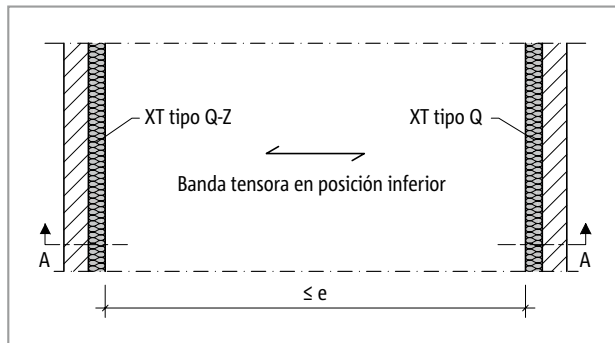 XT tipo Q-Z
XT tipo Q
Banda tensora en posición inferior
A
A
≤ e